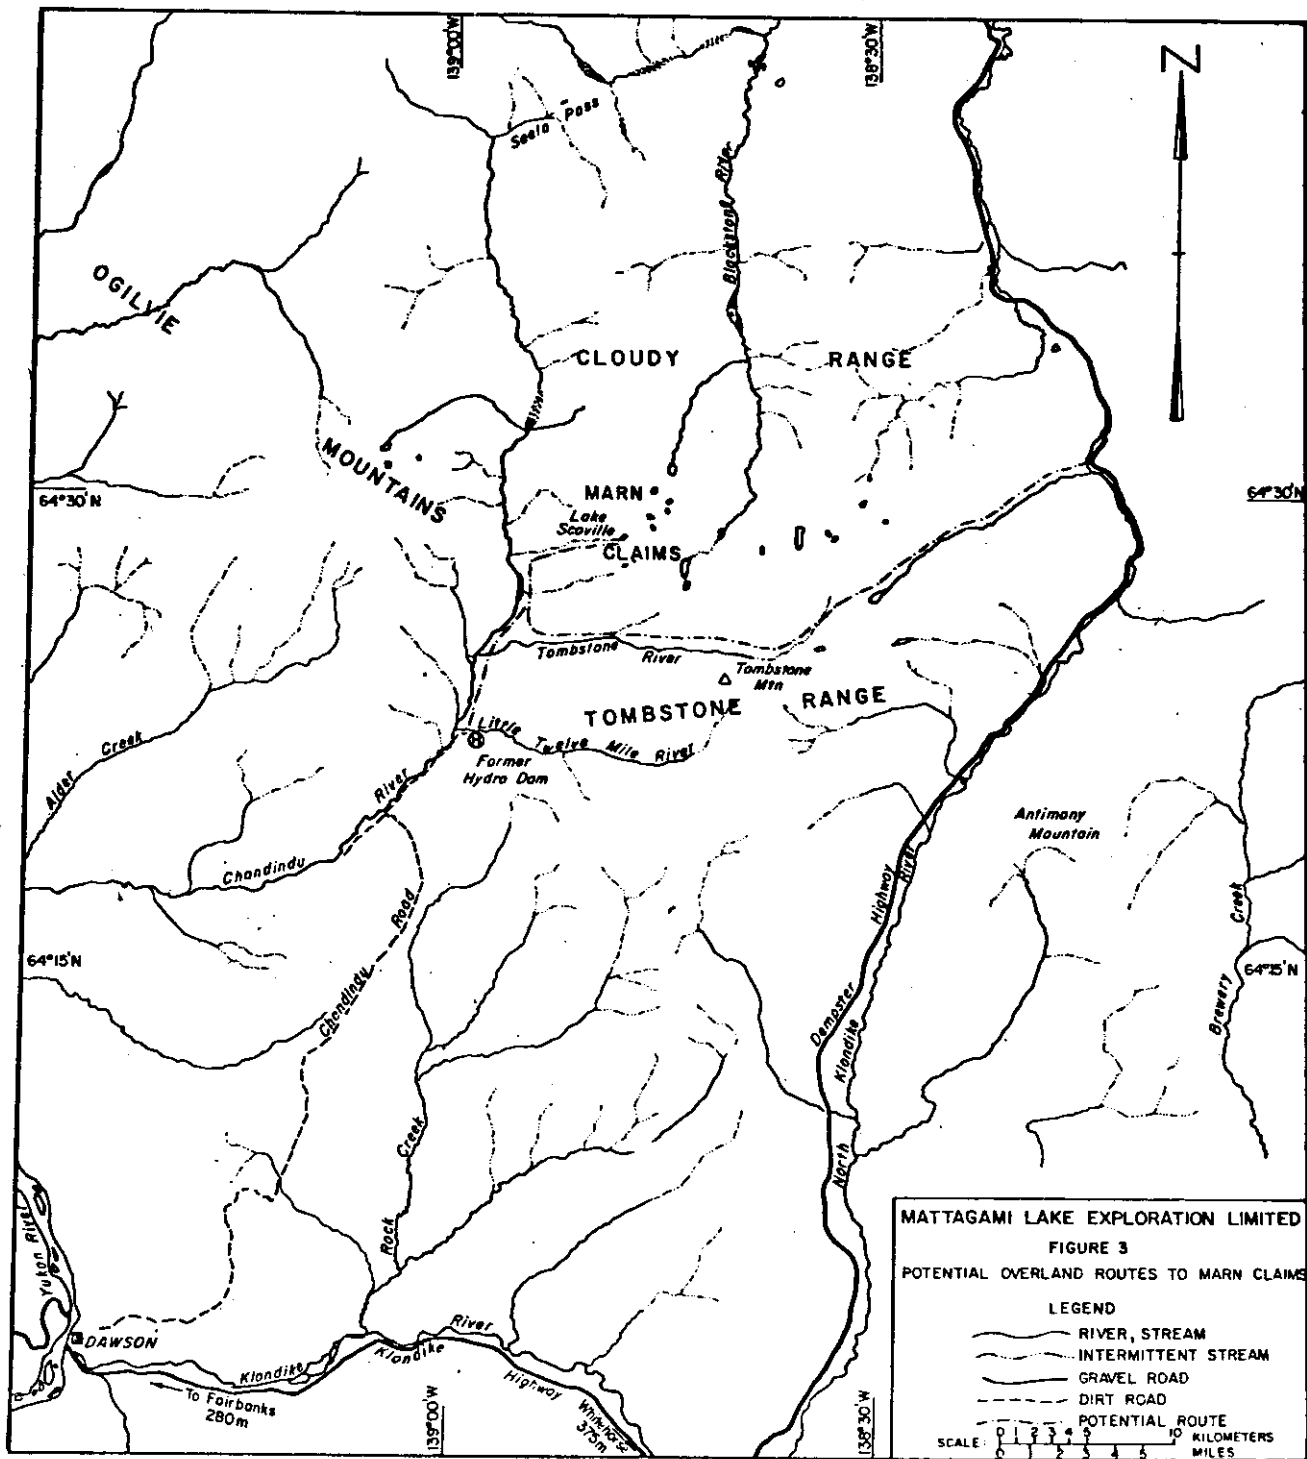 139°00'W
138°30'W
N
Seela Pass
Blackstone River
OGILVIE
MOUNTAINS
CLOUDY RANGE
64°30'N
64°30'N
MARN
Lake
Scoville
CLAIMS
Tombstone River
Tombstone
Mtn
TOMBSTONE RANGE
Little Twelve Mile River
Former
Hydro Dam
Alder Creek
Chandindu River
Antimony
Mountain
Dempster Highway
North Klondike River
Brewery Creek
64°15'N
64°15'N
Chandindu Road
Rock Creek
Yukon River
DAWSON
Klondike River
Klondike Highway
To Fairbanks
280m
Whitehorse
375m
139°00'W
138°30'W
MATTAGAMI LAKE EXPLORATION LIMITED
FIGURE 3
POTENTIAL OVERLAND ROUTES TO MARN CLAIMS
LEGEND
RIVER, STREAM
INTERMITTENT STREAM
GRAVEL ROAD
DIRT ROAD
POTENTIAL ROUTE
SCALE: 0 1 2 3 4 5 10 KILOMETERS
0 1 2 3 4 5 MILES